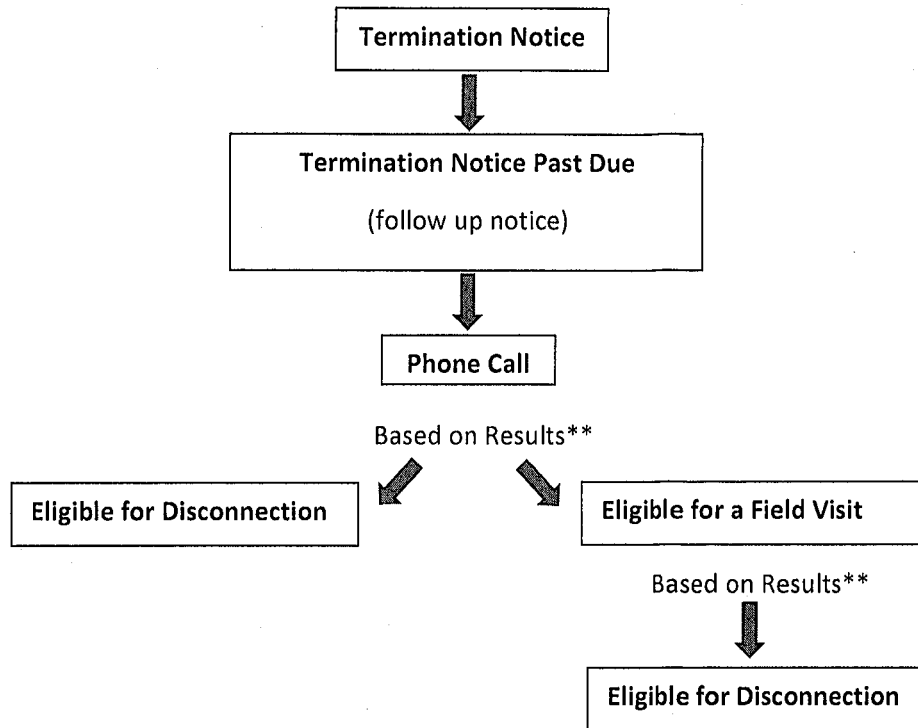 Termination Notice
Termination Notice Past Due
(follow up notice)
Phone Call
Based on Results**
Eligible for Disconnection
Eligible for a Field Visit
Based on Results**
Eligible for Disconnection